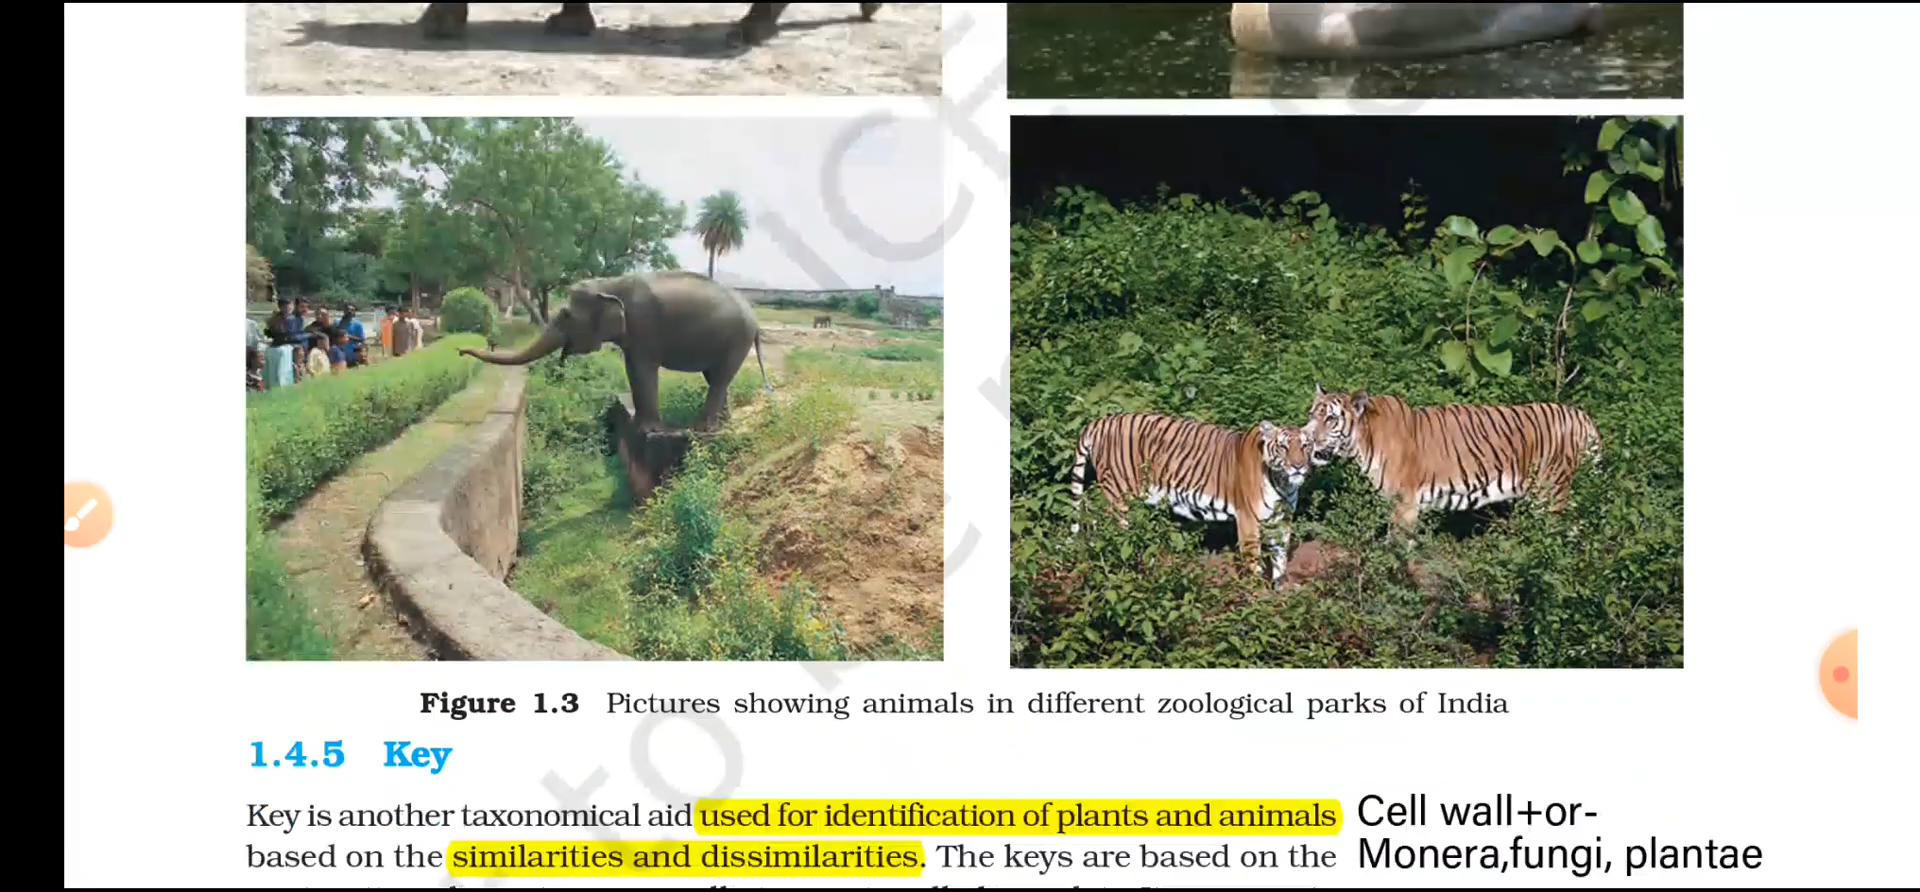 Figure 1.3 Pictures showing animals in different zoological parks of India
1.4.5 Key
Key is another taxonomical aid used for identification of plants and animals
based on the similarities and dissimilarities. The keys are based on the
Cell wall+or-
Monera,fungi, plantae